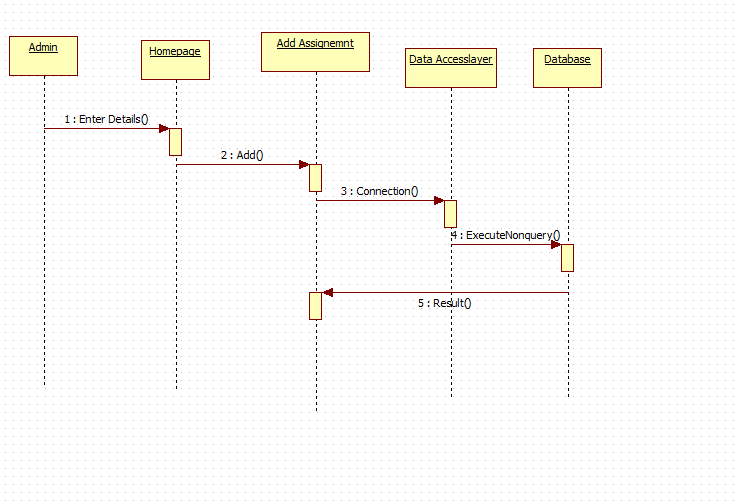 Admin
Homepage
Add Assignemnt
Data Accesslayer
Database
1 : Enter Details()
2 : Add()
3 : Connection()
4 : ExecuteNonquery()
5 : Result()